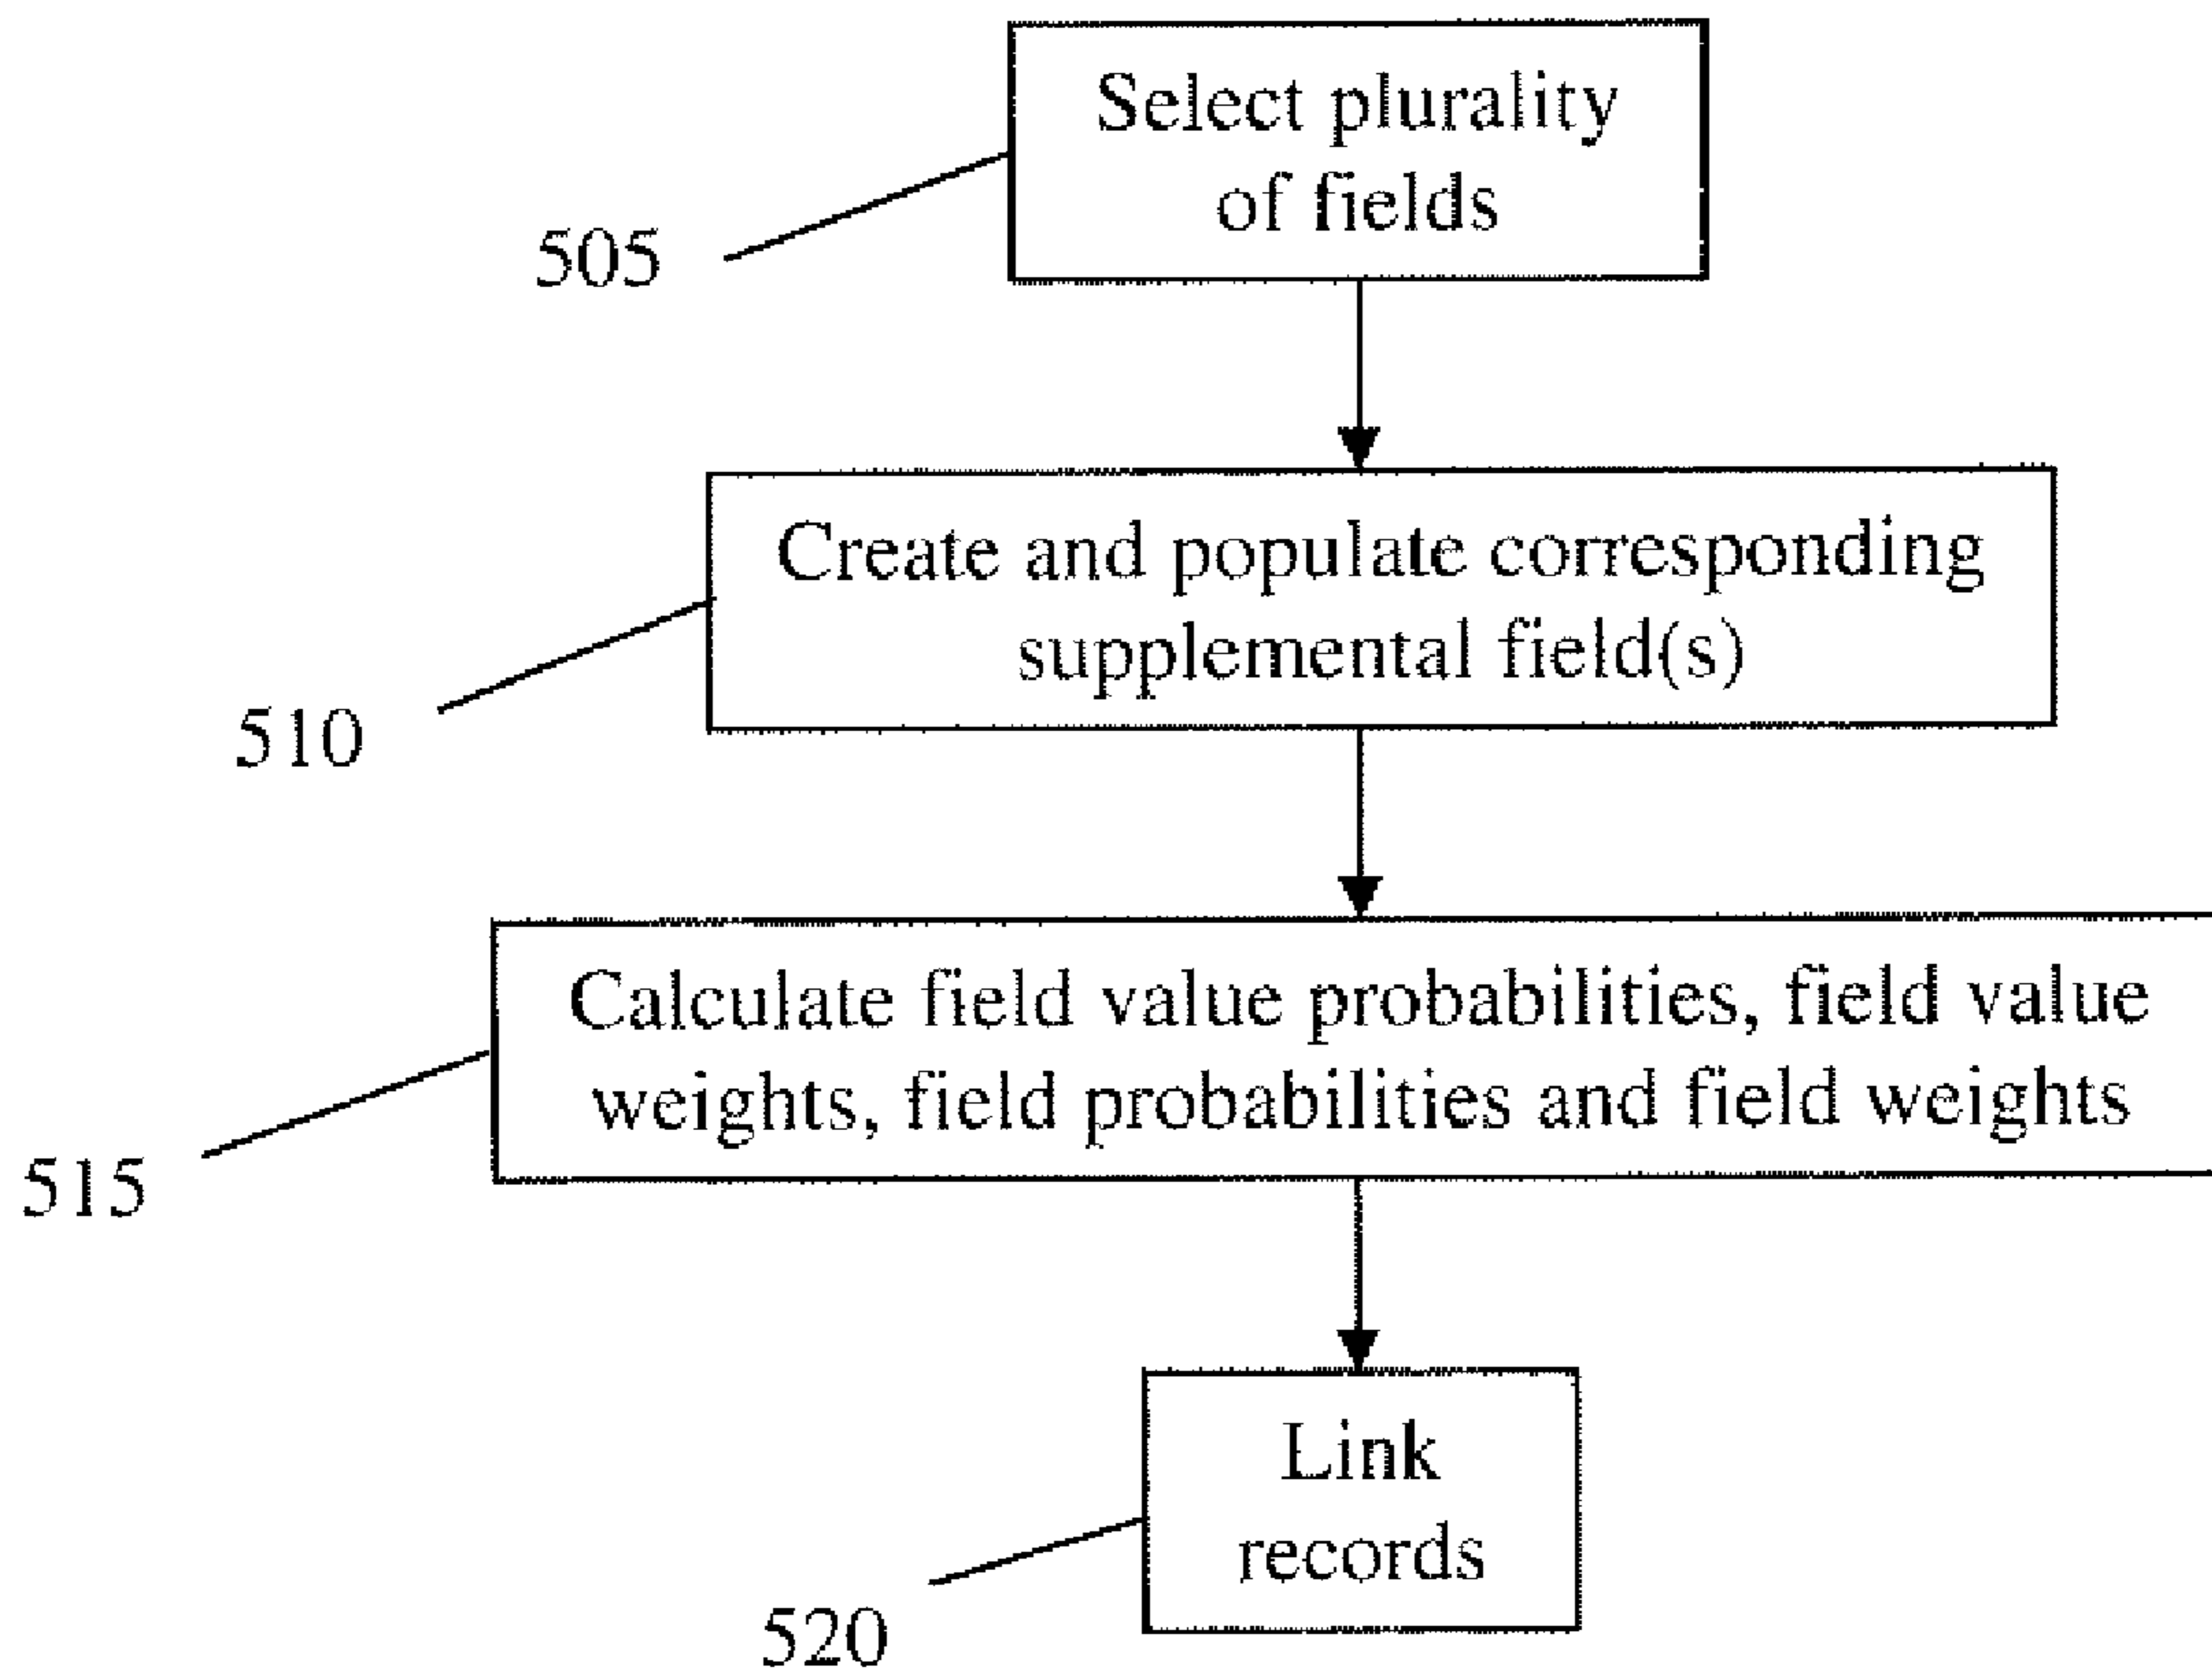 Select plurality
of fields
505
Create and populate corresponding
supplemental field(s)
510
Calculate field value probabilities, field value
weights, field probabilities and field weights
515
Link
records
520